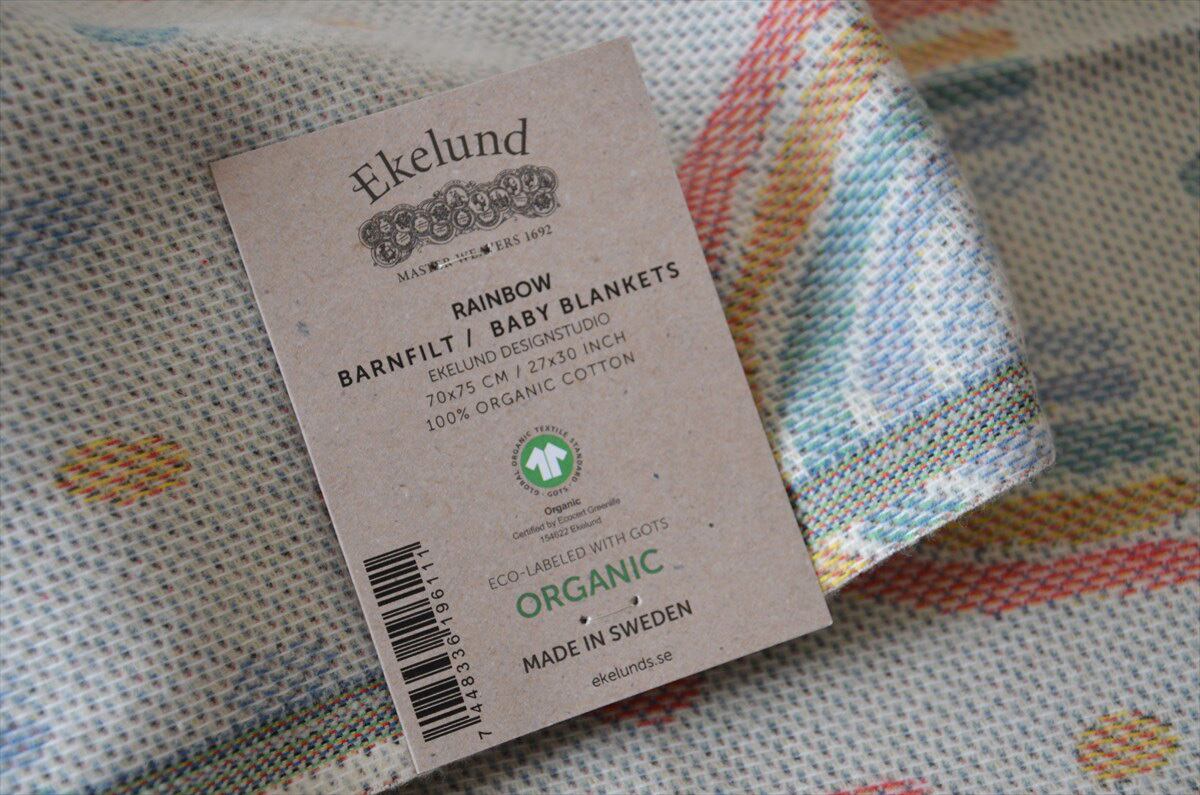 Ekelund
MASTER WEAVERS 1692
RAINBOW
BARNFILT / BABY BLANKETS
EKELUND DESIGNSTUDIO
70x75 CM / 27x30 INCH
100% ORGANIC COTTON
GLOBAL ORGANIC TEXTILE STANDARD
· GOTS ·
Organic
Certified by Ecocert Greenlife
154622 Ekelund
ECO-LABELED WITH GOTS
ORGANIC
MADE IN SWEDEN
ekelunds.se
7 448336 196111